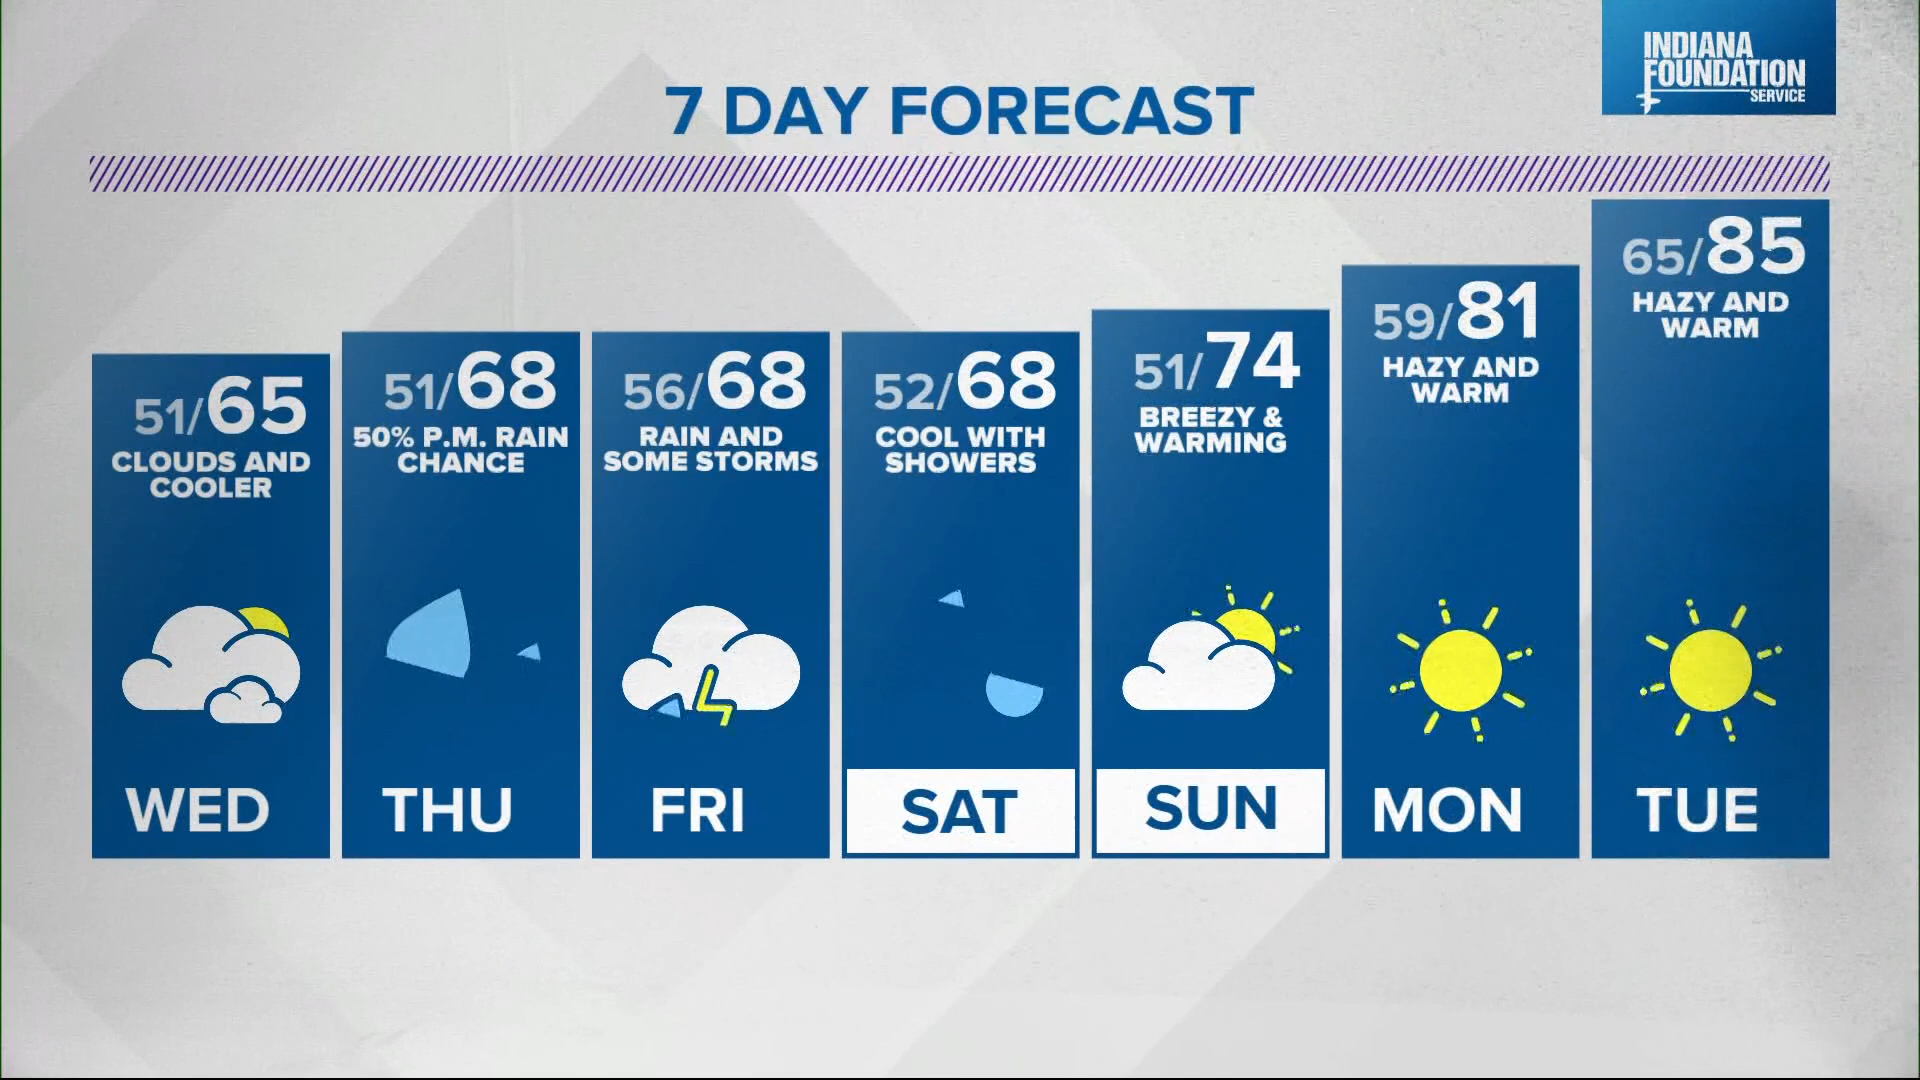 INDIANA
FOUNDATION
SERVICE
7 DAY FORECAST
51/65
CLOUDS AND
COOLER
WED
51/68
50% P.M. RAIN
CHANCE
THU
56/68
RAIN AND
SOME STORMS
FRI
52/68
COOL WITH
SHOWERS
SAT
51/74
BREEZY &
WARMING
SUN
59/81
HAZY AND
WARM
MON
65/85
HAZY AND
WARM
TUE